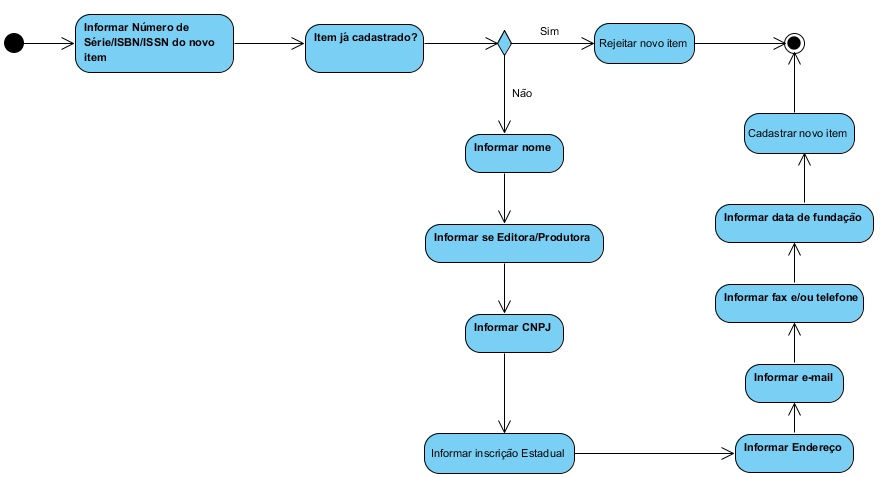 Informar Número de
Série/ISBN/ISSN do novo
item
Item já cadastrado?
Sim
Rejeitar novo item
Não
Informar nome
Informar se Editora/Produtora
Informar CNPJ
Informar inscrição Estadual
Informar Endereço
Informar e-mail
Informar fax e/ou telefone
Informar data de fundação
Cadastrar novo item